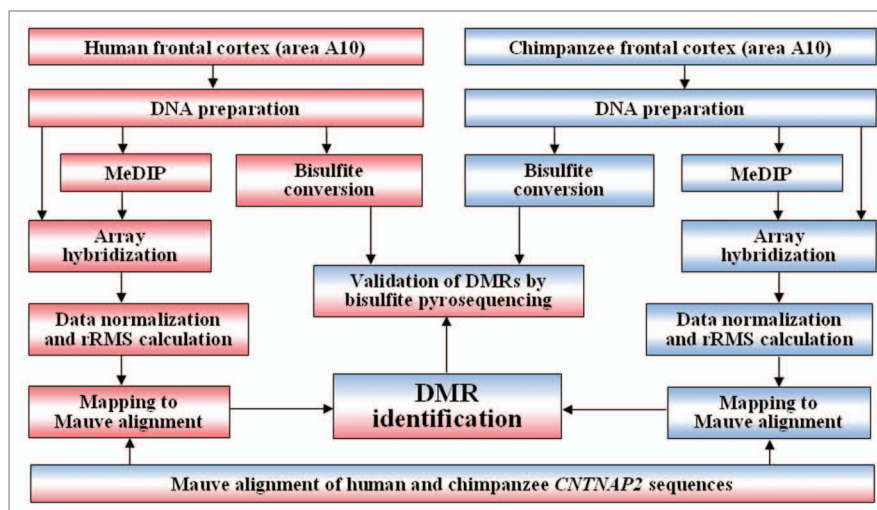 Human frontal cortex (area A10)
Chimpanzee frontal cortex (area A10)
DNA preparation
DNA preparation
MeDIP
Bisulfite
conversion
Bisulfite
conversion
MeDIP
Array
hybridization
Array
hybridization
Validation of DMRs by
bisulfite pyrosequencing
Data normalization
and rRMS calculation
Data normalization
and rRMS calculation
Mapping to
Mauve alignment
DMR
identification
Mapping to
Mauve alignment
Mauve alignment of human and chimpanzee CNTNAP2 sequences